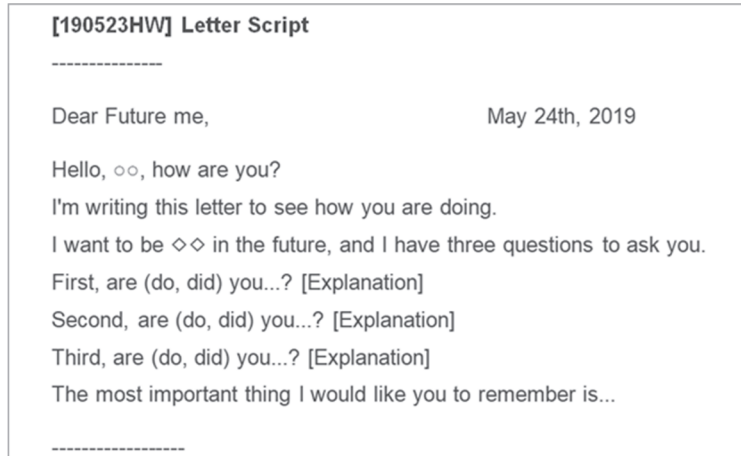 [190523HW] Letter Script
---------------
Dear Future me, May 24th, 2019
Hello, ○○, how are you?
I'm writing this letter to see how you are doing.
I want to be ◇◇ in the future, and I have three questions to ask you.
First, are (do, did) you...? [Explanation]
Second, are (do, did) you...? [Explanation]
Third, are (do, did) you...? [Explanation]
The most important thing I would like you to remember is...
------------------